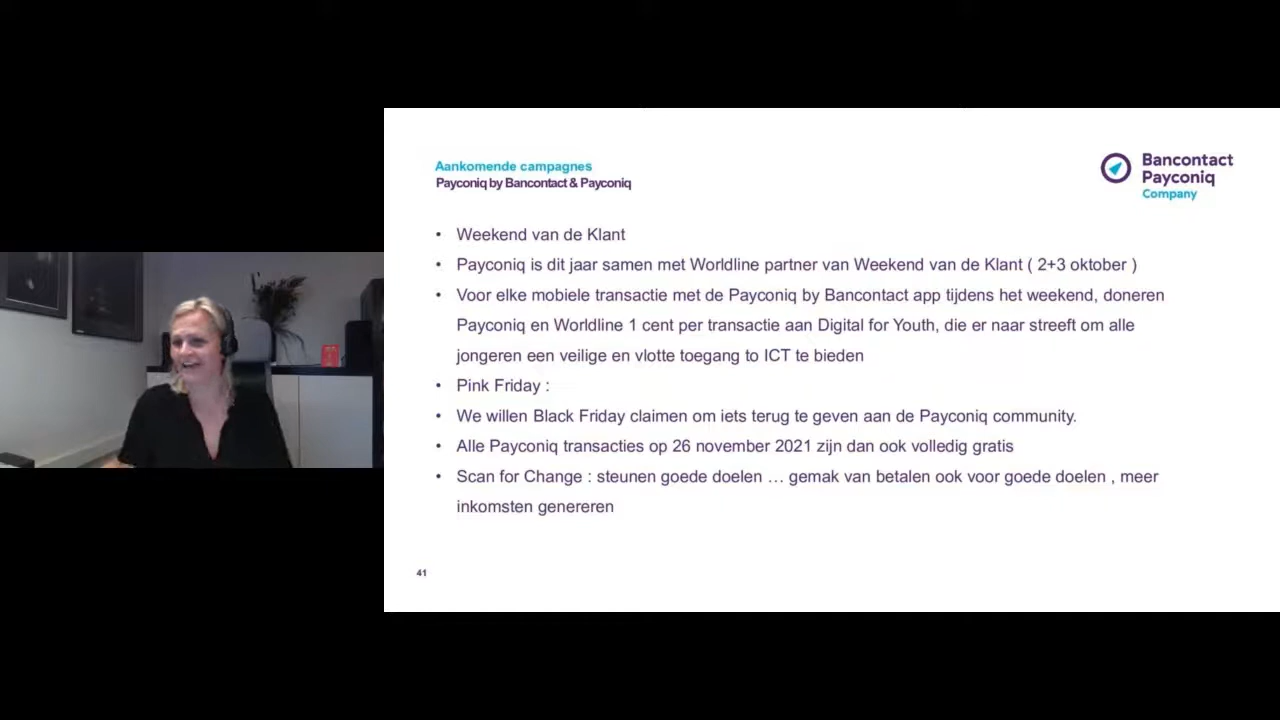 Aankomende campagnes
Payconiq by Bancontact & Payconiq
Bancontact
Payconiq
Company
• Weekend van de Klant
• Payconiq is dit jaar samen met Worldline partner van Weekend van de Klant ( 2+3 oktober )
• Voor elke mobiele transactie met de Payconiq by Bancontact app tijdens het weekend, doneren
Payconiq en Worldline 1 cent per transactie aan Digital for Youth, die er naar streeft om alle
jongeren een veilige en vlotte toegang to ICT te bieden
• Pink Friday :
• We willen Black Friday claimen om iets terug te geven aan de Payconiq community.
• Alle Payconiq transacties op 26 november 2021 zijn dan ook volledig gratis
• Scan for Change : steunen goede doelen … gemak van betalen ook voor goede doelen , meer
inkomsten genereren
41